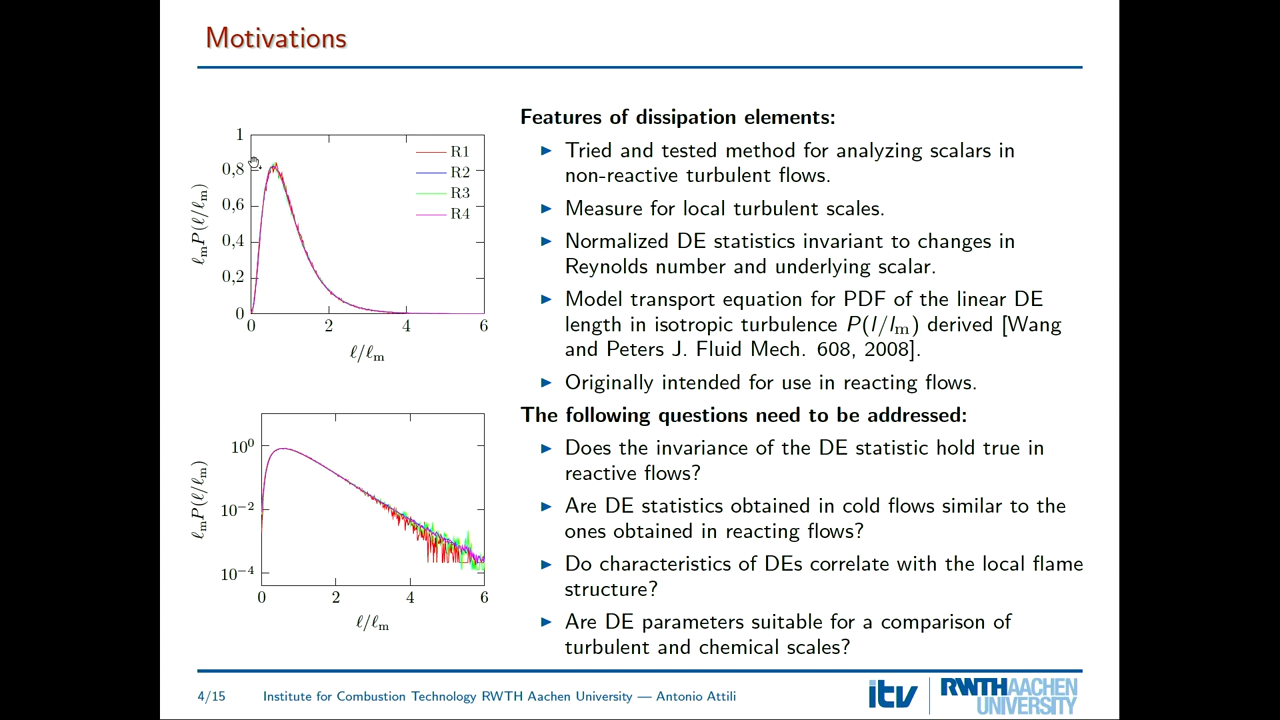 Motivations
1
0,8
0,6
0,4
0,2
0
0 2 4 6
ℓ/ℓm
ℓmP(ℓ/ℓm)
R1
R2
R3
R4
10^0
10^−2
10^−4
0 2 4 6
ℓ/ℓm
ℓmP(ℓ/ℓm)
Features of dissipation elements:
► Tried and tested method for analyzing scalars in
non-reactive turbulent flows.
► Measure for local turbulent scales.
► Normalized DE statistics invariant to changes in
Reynolds number and underlying scalar.
► Model transport equation for PDF of the linear DE
length in isotropic turbulence P(l/lm) derived [Wang
and Peters J. Fluid Mech. 608, 2008].
► Originally intended for use in reacting flows.
The following questions need to be addressed:
► Does the invariance of the DE statistic hold true in
reactive flows?
► Are DE statistics obtained in cold flows similar to the
ones obtained in reacting flows?
► Do characteristics of DEs correlate with the local flame
structure?
► Are DE parameters suitable for a comparison of
turbulent and chemical scales?
4/15 Institute for Combustion Technology RWTH Aachen University — Antonio Attili
itv
RWTHAACHEN
UNIVERSITY